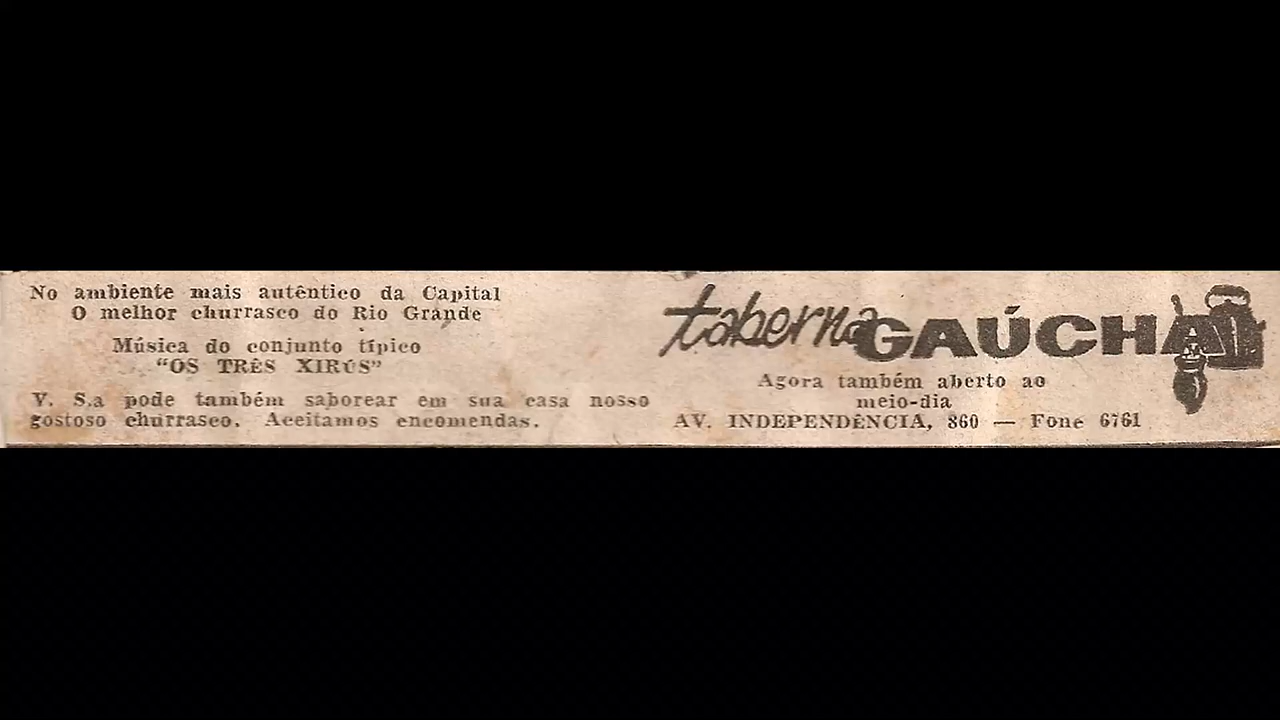 No ambiente mais autêntico da Capital
O melhor churrasco do Rio Grande
Música do conjunto típico
“OS TRÊS XIRÚS”
V. S.a pode também saborear em sua casa nosso
gostoso churrasco. Aceitamos encomendas.
taberna GAÚCHA
Agora também aberto ao
meio-dia
AV. INDEPENDÊNCIA, 860 — Fone 6761